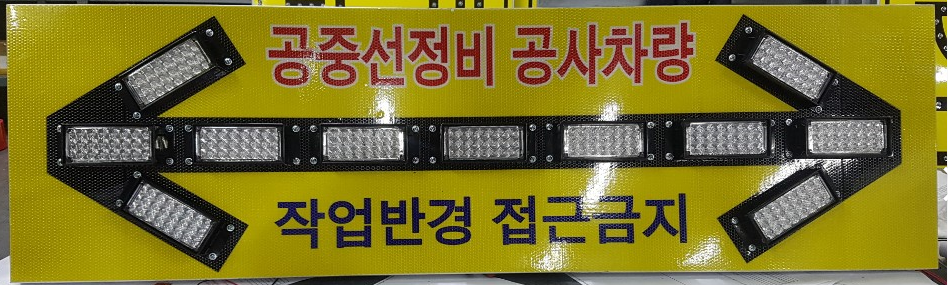 공중선정비 공사차량
작업반경 접근금지